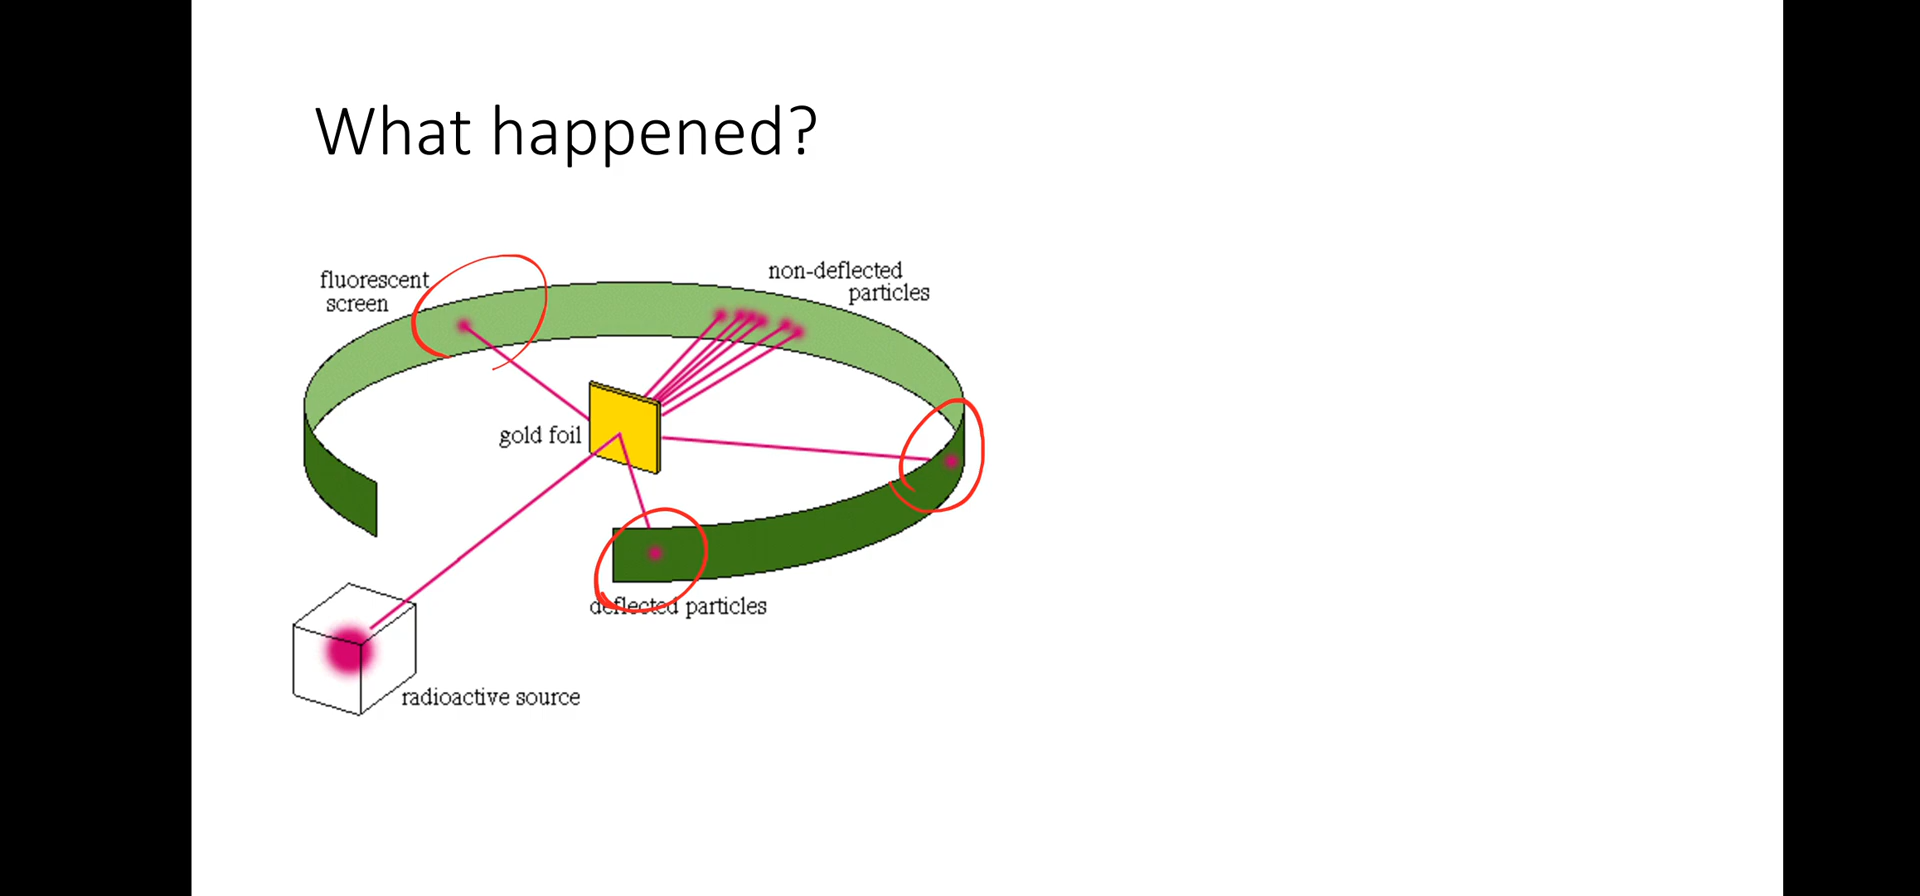 What happened?
fluorescent
screen
non-deflected
particles
gold foil
deflected particles
radioactive source